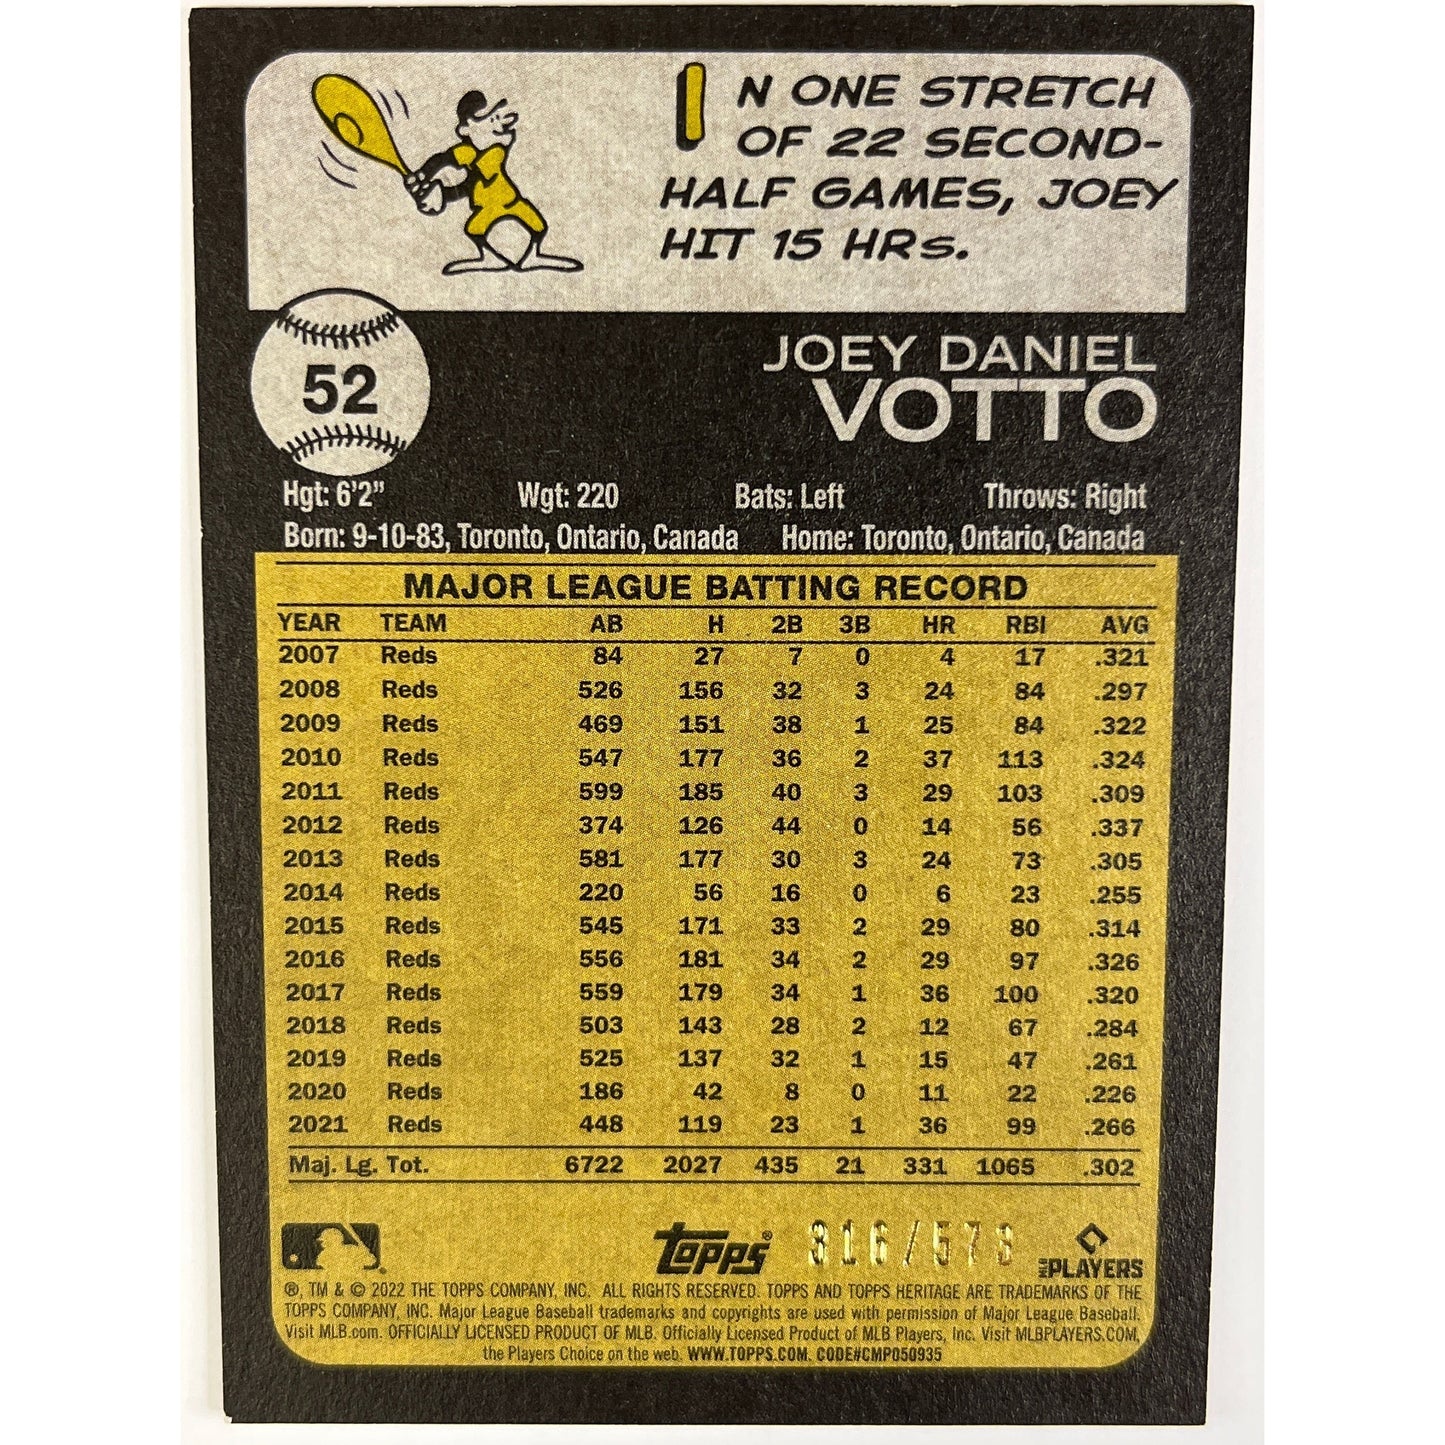 IN ONE STRETCH
OF 22 SECOND-
HALF GAMES, JOEY
HIT 15 HRs.
52
JOEY DANIEL
VOTTO
Hgt: 6'2" Wgt: 220 Bats: Left Throws: Right
Born: 9-10-83, Toronto, Ontario, Canada Home: Toronto, Ontario, Canada
MAJOR LEAGUE BATTING RECORD
YEAR TEAM AB H 2B 3B HR RBI AVG
2007 Reds 84 27 7 0 4 17 .321
2008 Reds 526 156 32 3 24 84 .297
2009 Reds 469 151 38 1 25 84 .322
2010 Reds 547 177 36 2 37 113 .324
2011 Reds 599 185 40 3 29 103 .309
2012 Reds 374 126 44 0 14 56 .337
2013 Reds 581 177 30 3 24 73 .305
2014 Reds 220 56 16 0 6 23 .255
2015 Reds 545 171 33 2 29 80 .314
2016 Reds 556 181 34 2 29 97 .326
2017 Reds 559 179 34 1 36 100 .320
2018 Reds 503 143 28 2 12 67 .284
2019 Reds 525 137 32 1 15 47 .261
2020 Reds 186 42 8 0 11 22 .226
2021 Reds 448 119 23 1 36 99 .266
Maj. Lg. Tot. 6722 2027 435 21 331 1065 .302
topps® 316/573 MLB PLAYERS
®, TM & © 2022 THE TOPPS COMPANY, INC. ALL RIGHTS RESERVED. TOPPS AND TOPPS HERITAGE ARE TRADEMARKS OF THE
TOPPS COMPANY, INC. Major League Baseball trademarks and copyrights are used with permission of Major League Baseball.
Visit MLB.com. OFFICIALLY LICENSED PRODUCT OF MLB. Officially Licensed Product of MLB Players, Inc. Visit MLBPLAYERS.COM,
the Players Choice on the web. WWW.TOPPS.COM. CODE#CMP050935